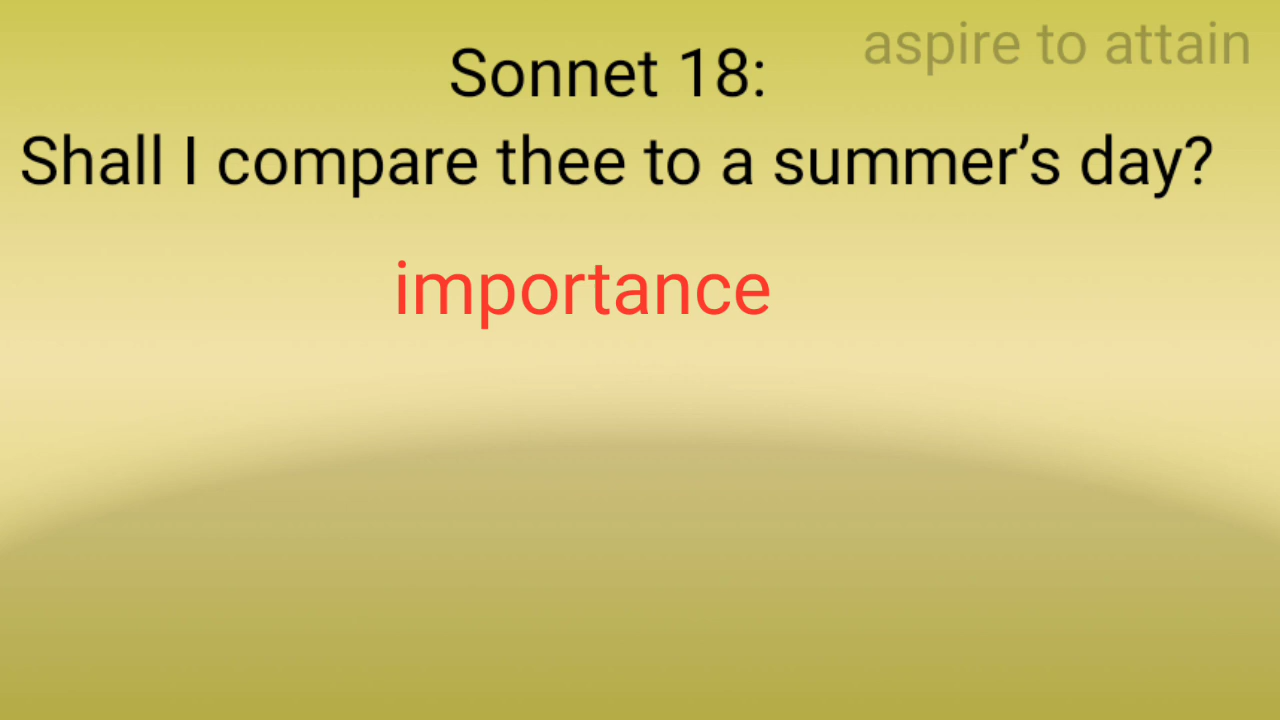 aspire to attain
Sonnet 18:
Shall I compare thee to a summer’s day?
importance